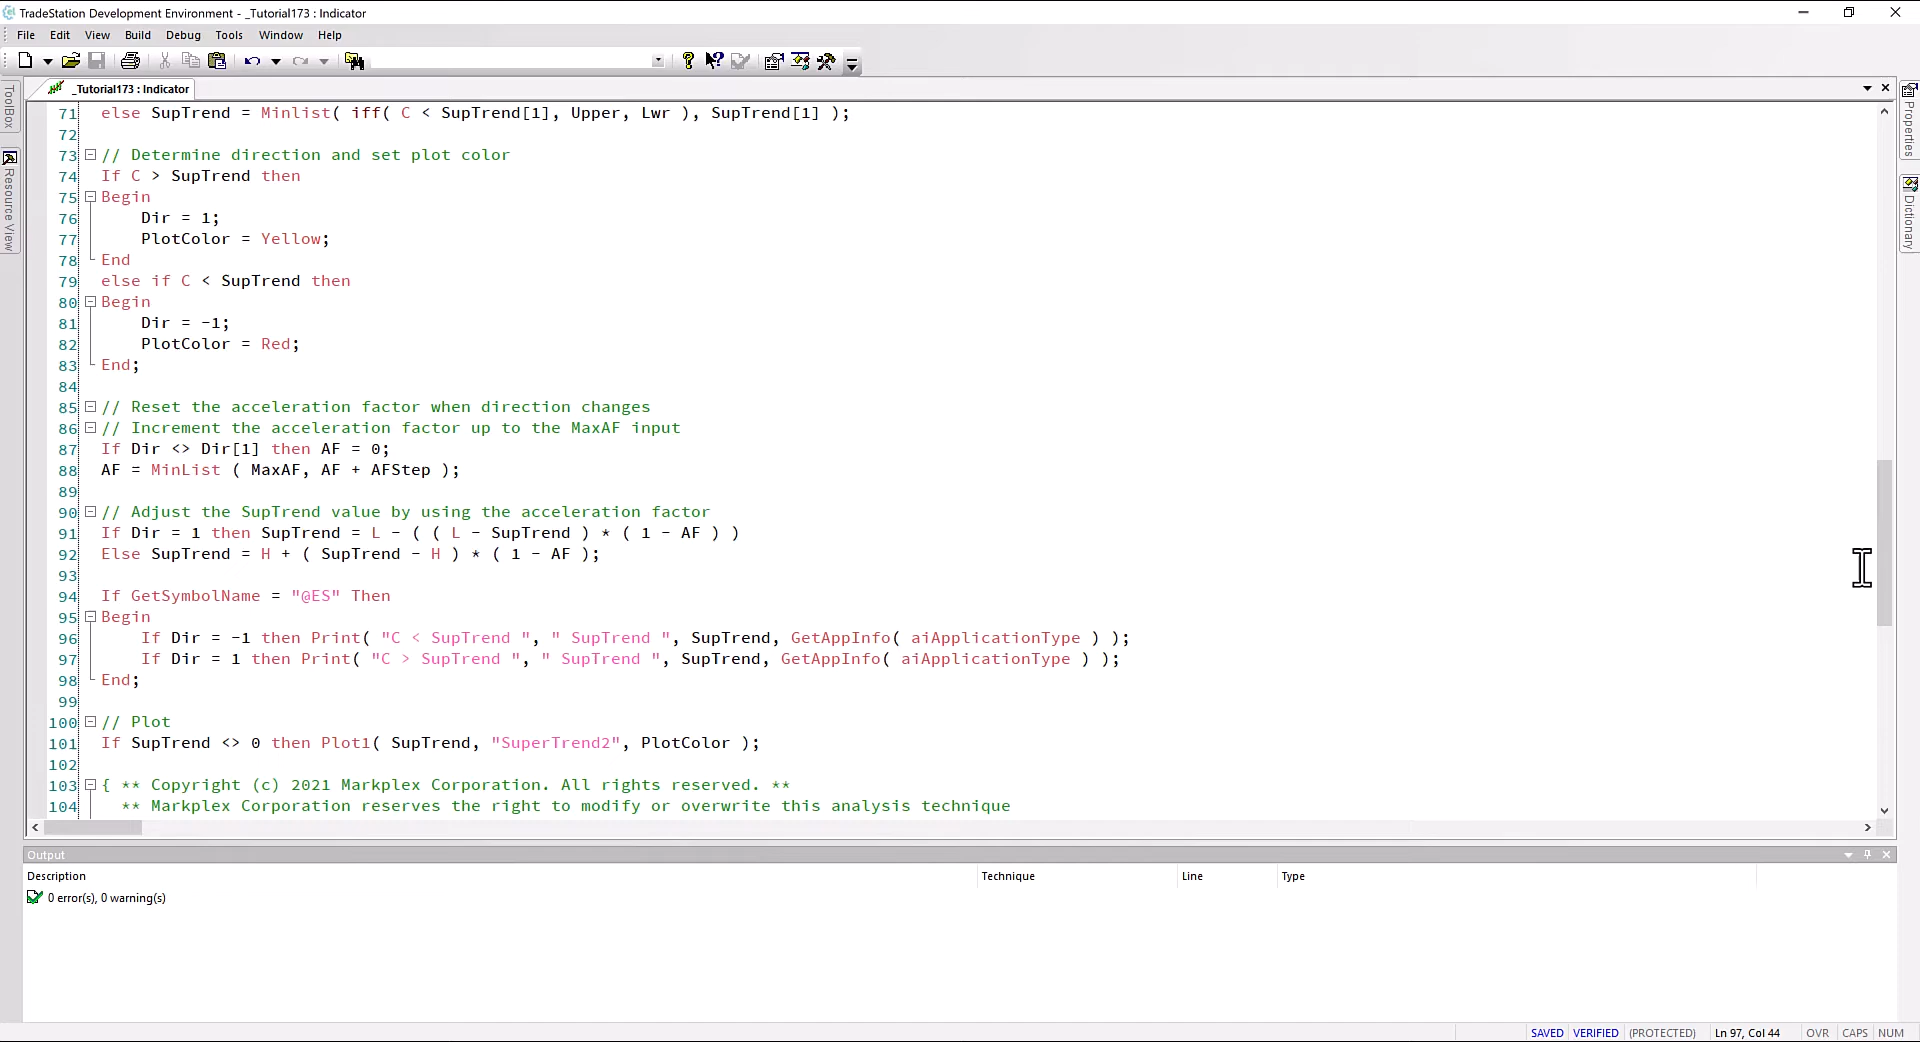 TradeStation Development Environment - _Tutorial173 : Indicator
File Edit View Build Debug Tools Window Help
_Tutorial173 : Indicator
ToolBox
Resource View
Properties
Dictionary
71 else SupTrend = Minlist( iff( C < SupTrend[1], Upper, Lwr ), SupTrend[1] );
72
73 // Determine direction and set plot color
74 If C > SupTrend then
75 Begin
76 Dir = 1;
77 PlotColor = Yellow;
78 End
79 else if C < SupTrend then
80 Begin
81 Dir = -1;
82 PlotColor = Red;
83 End;
84
85 // Reset the acceleration factor when direction changes
86 // Increment the acceleration factor up to the MaxAF input
87 If Dir <> Dir[1] then AF = 0;
88 AF = MinList ( MaxAF, AF + AFStep );
89
90 // Adjust the SupTrend value by using the acceleration factor
91 If Dir = 1 then SupTrend = L - ( ( L - SupTrend ) * ( 1 - AF ) )
92 Else SupTrend = H + ( SupTrend - H ) * ( 1 - AF );
93
94 If GetSymbolName = "@ES" Then
95 Begin
96 If Dir = -1 then Print( "C < SupTrend ", " SupTrend ", SupTrend, GetAppInfo( aiApplicationType ) );
97 If Dir = 1 then Print( "C > SupTrend ", " SupTrend ", SupTrend, GetAppInfo( aiApplicationType ) );
98 End;
99
100 // Plot
101 If SupTrend <> 0 then Plot1( SupTrend, "SuperTrend2", PlotColor );
102
103 { ** Copyright (c) 2021 Markplex Corporation. All rights reserved. **
104 ** Markplex Corporation reserves the right to modify or overwrite this analysis technique
Output
Description Technique Line Type
0 error(s), 0 warning(s)
SAVED VERIFIED (PROTECTED) Ln 97, Col 44 OVR CAPS NUM